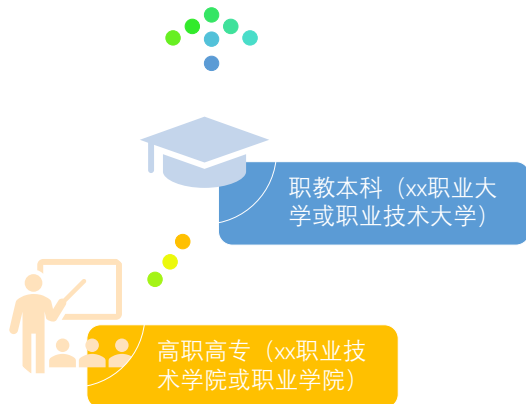 职教本科（xx职业大
学或职业技术大学）
高职高专（xx职业技
术学院或职业学院）